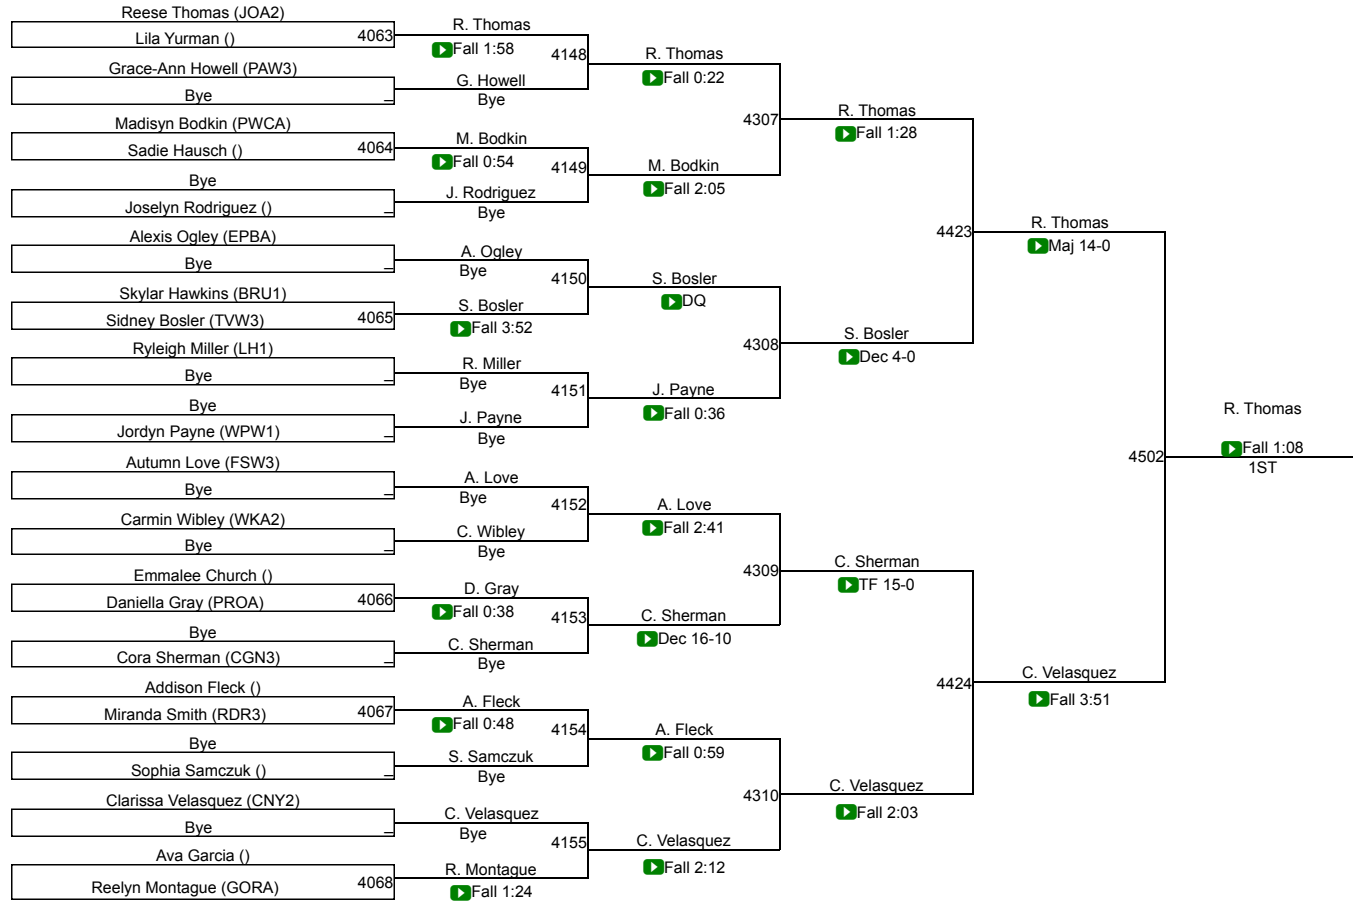 Reese Thomas (JOA2)
Lila Yurman ()
4063
Grace-Ann Howell (PAW3)
Bye
Madisyn Bodkin (PWCA)
Sadie Hausch ()
4064
Bye
Joselyn Rodriguez ()
Alexis Ogley (EPBA)
Bye
Skylar Hawkins (BRU1)
Sidney Bosler (TVW3)
4065
Ryleigh Miller (LH1)
Bye
Bye
Jordyn Payne (WPW1)
Autumn Love (FSW3)
Bye
Carmin Wibley (WKA2)
Bye
Emmalee Church ()
Daniella Gray (PROA)
4066
Bye
Cora Sherman (CGN3)
Addison Fleck ()
Miranda Smith (RDR3)
4067
Bye
Sophia Samczuk ()
Clarissa Velasquez (CNY2)
Bye
Ava Garcia ()
Reelyn Montague (GORA)
4068
R. Thomas
Fall 1:58
4148
G. Howell
Bye
M. Bodkin
Fall 0:54
4149
J. Rodriguez
Bye
A. Ogley
Bye
4150
S. Bosler
Fall 3:52
R. Miller
Bye
4151
J. Payne
Bye
A. Love
Bye
4152
C. Wibley
Bye
D. Gray
Fall 0:38
4153
C. Sherman
Bye
A. Fleck
Fall 0:48
4154
S. Samczuk
Bye
C. Velasquez
Bye
4155
R. Montague
Fall 1:24
R. Thomas
Fall 0:22
4307
M. Bodkin
Fall 2:05
S. Bosler
DQ
4308
J. Payne
Fall 0:36
A. Love
Fall 2:41
4309
C. Sherman
Dec 16-10
A. Fleck
Fall 0:59
4310
C. Velasquez
Fall 2:12
R. Thomas
Fall 1:28
4423
S. Bosler
Dec 4-0
C. Sherman
TF 15-0
4424
C. Velasquez
Fall 2:03
R. Thomas
Maj 14-0
4502
C. Velasquez
Fall 3:51
R. Thomas
Fall 1:08
1ST